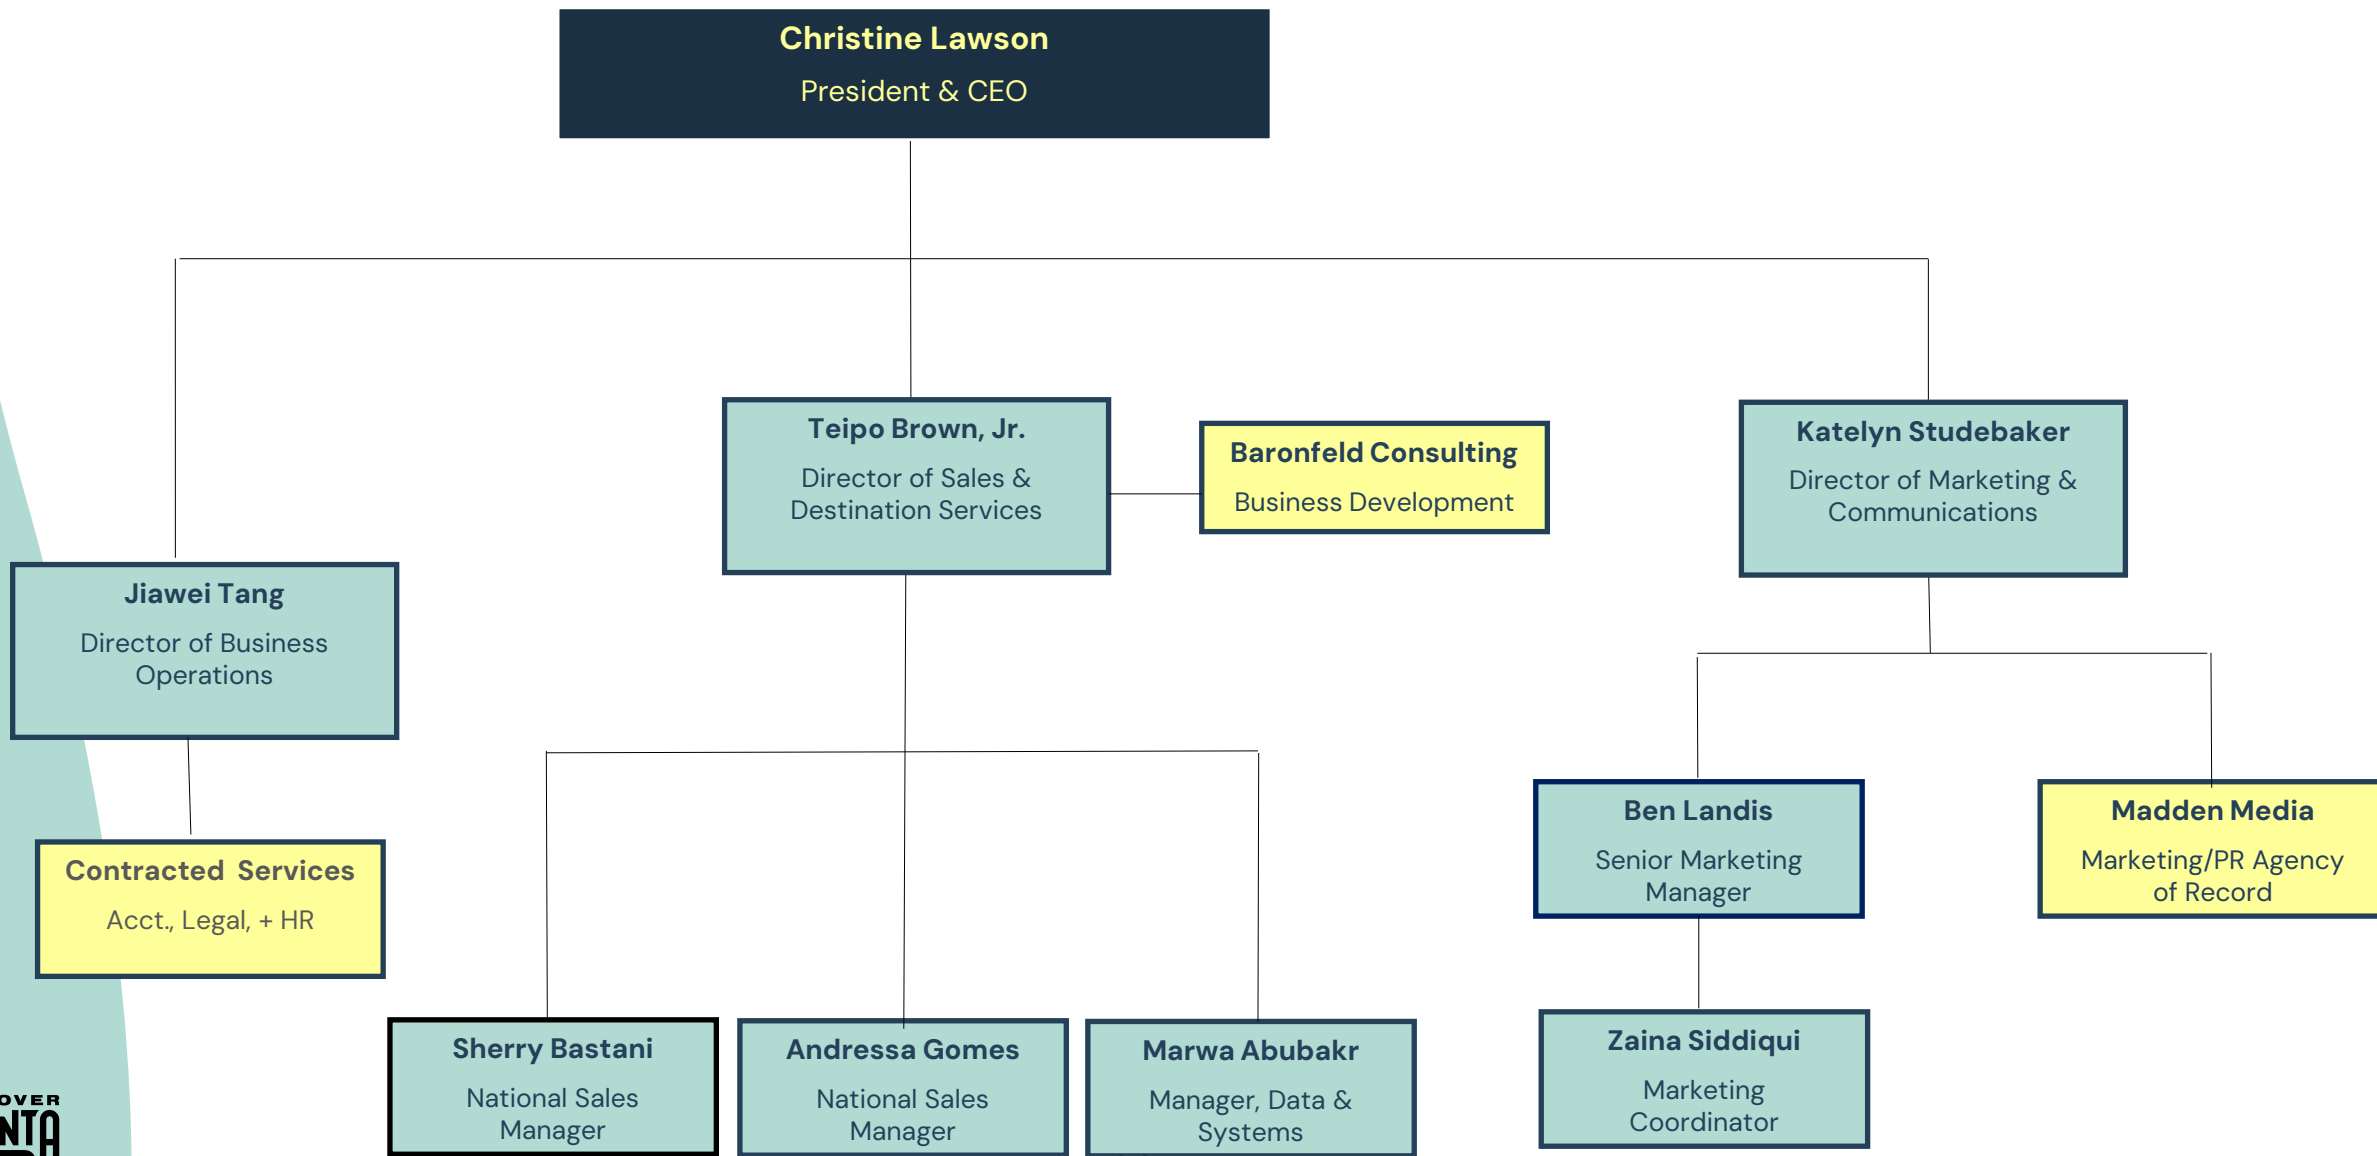 Christine Lawson
President & CEO
Teipo Brown, Jr.
Director of Sales &
Destination Services
Baronfeld Consulting
Business Development
Katelyn Studebaker
Director of Marketing &
Communications
Jiawei Tang
Director of Business
Operations
Contracted Services
Acct., Legal, + HR
Ben Landis
Senior Marketing
Manager
Madden Media
Marketing/PR Agency
of Record
Sherry Bastani
National Sales
Manager
Andressa Gomes
National Sales
Manager
Marwa Abubakr
Manager, Data &
Systems
Zaina Siddiqui
Marketing
Coordinator